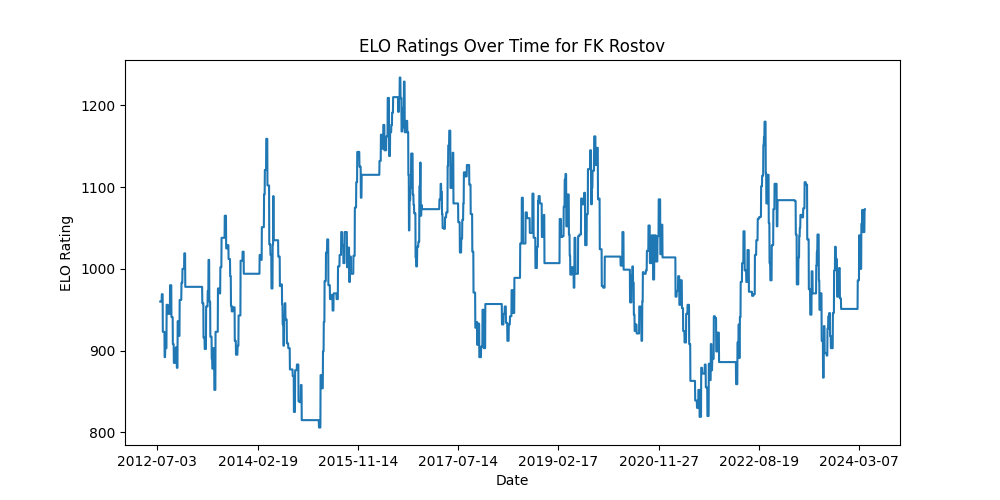 ELO Ratings Over Time for FK Rostov
ELO Rating
1200
1100
1000
900
800
2012-07-03 2014-02-19 2015-11-14 2017-07-14 2019-02-17 2020-11-27 2022-08-19 2024-03-07
Date